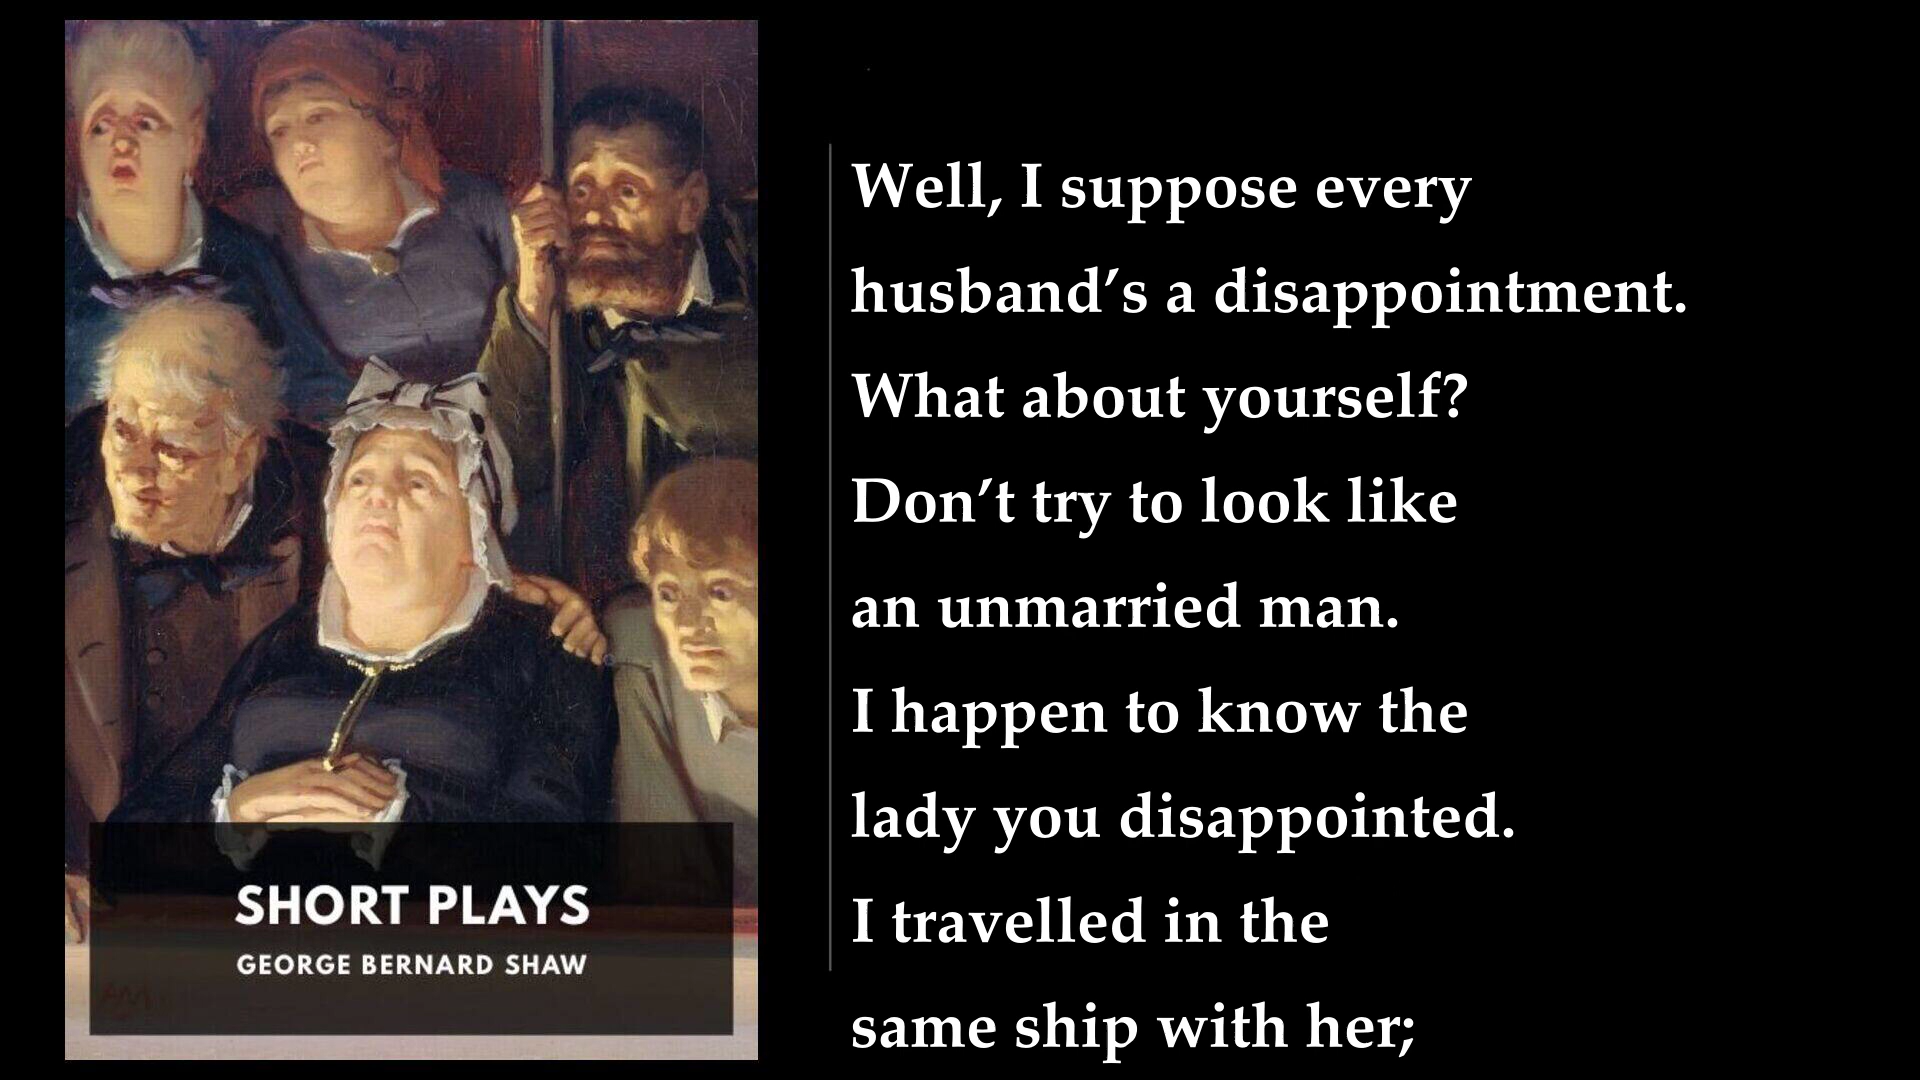 SHORT PLAYS
GEORGE BERNARD SHAW
Well, I suppose every
husband’s a disappointment.
What about yourself?
Don’t try to look like
an unmarried man.
I happen to know the
lady you disappointed.
I travelled in the
same ship with her;